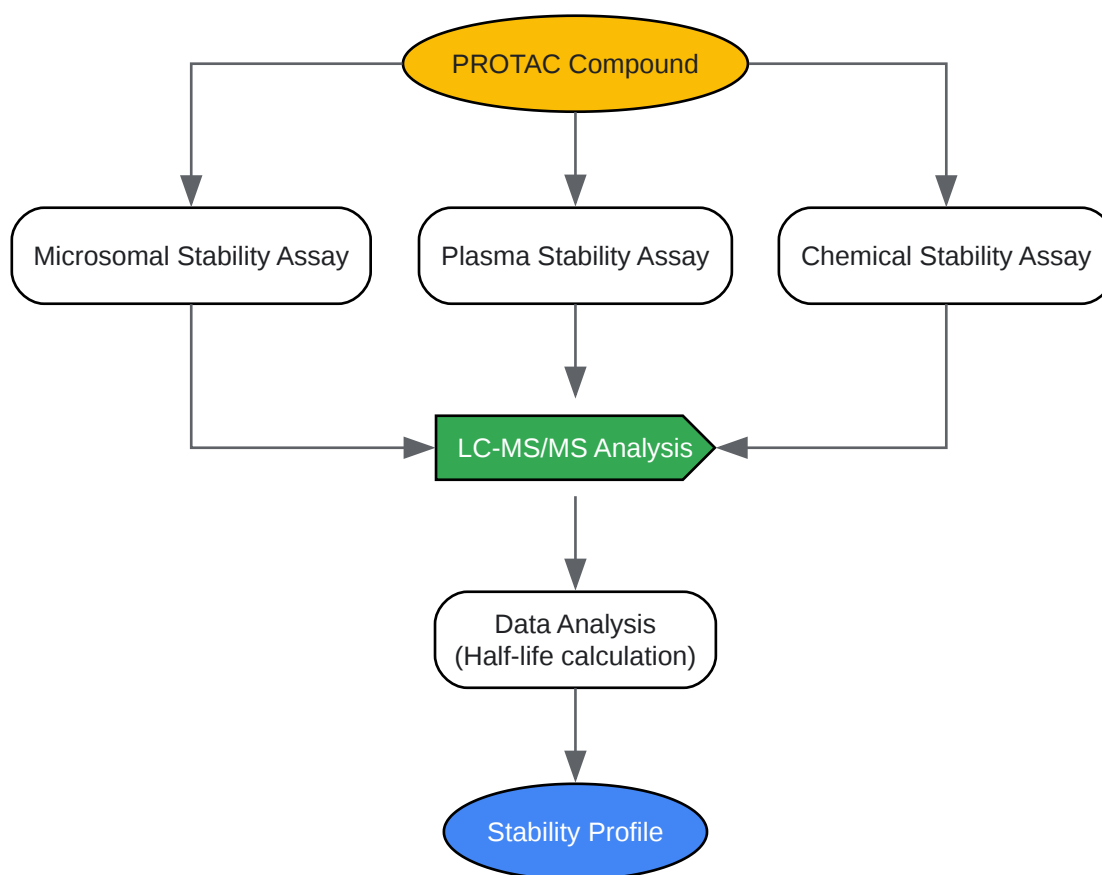 PROTAC Compound
Microsomal Stability Assay
Plasma Stability Assay
Chemical Stability Assay
LC-MS/MS Analysis
Data Analysis
(Half-life calculation)
Stability Profile